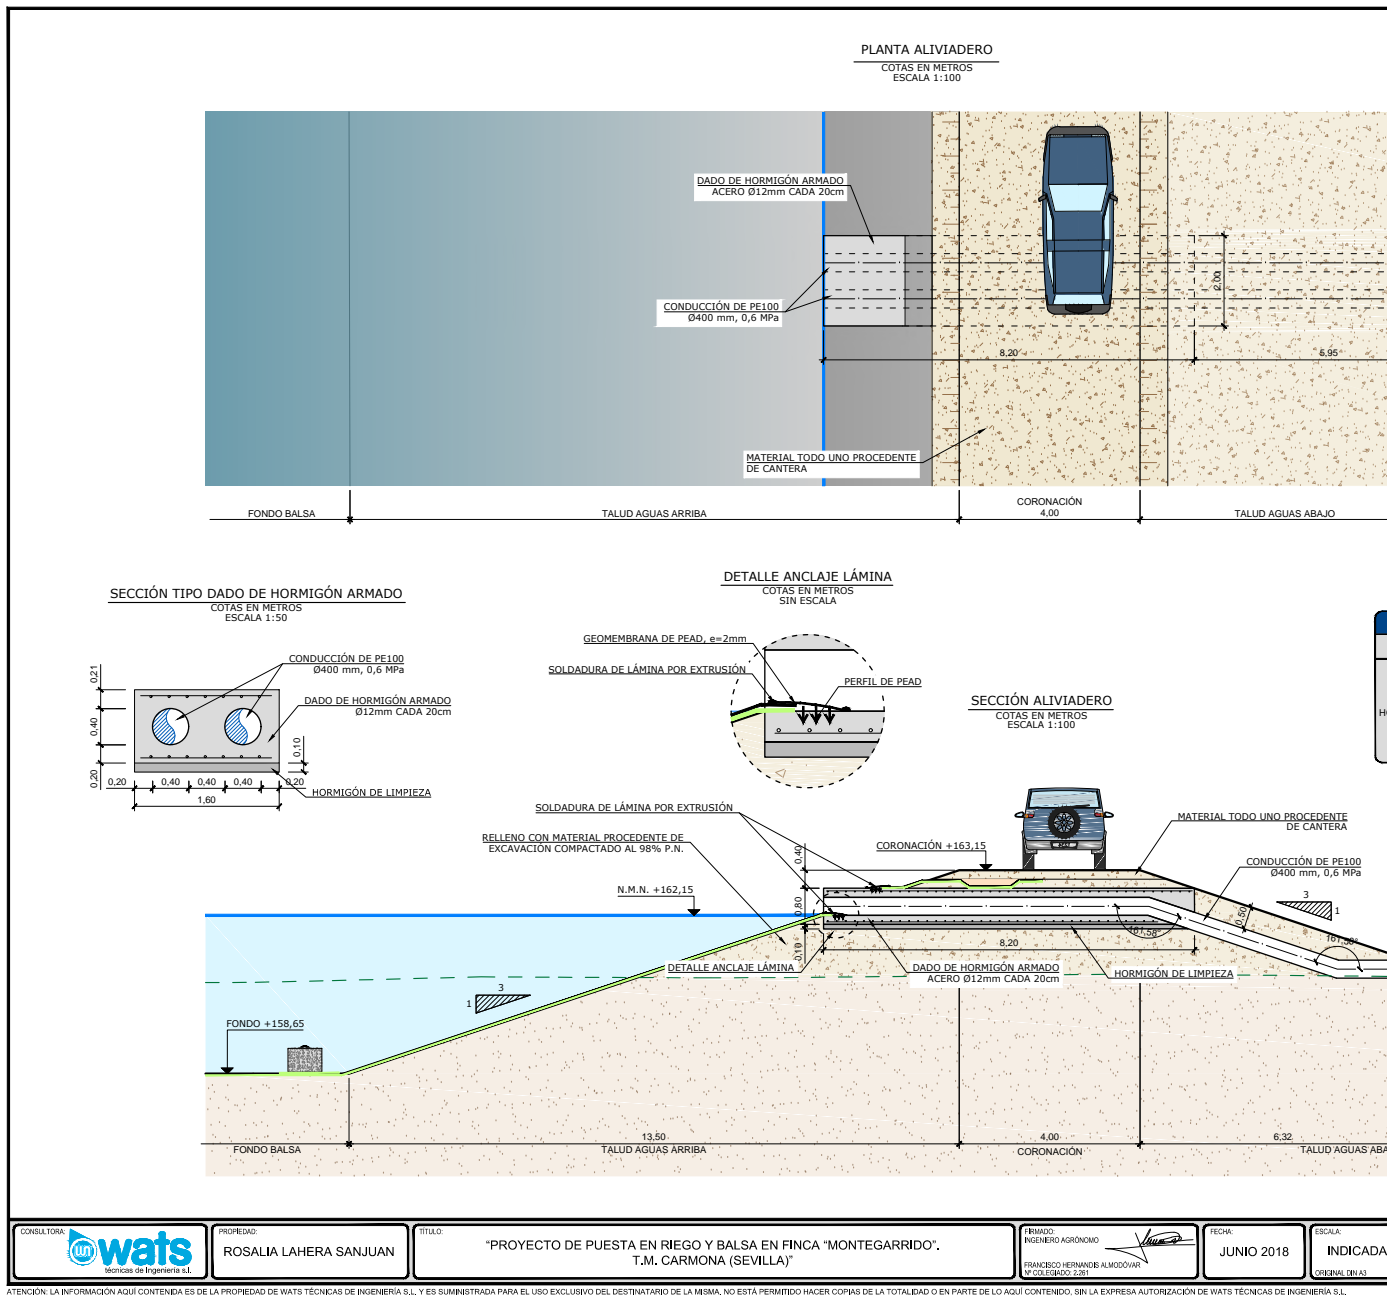 PLANTA ALIVIADERO
COTAS EN METROS
ESCALA 1:100
DADO DE HORMIGÓN ARMADO
ACERO Ø12mm CADA 20cm
CONDUCCIÓN DE PE100
Ø400 mm, 0,6 MPa
2,00
8,20
5,95
MATERIAL TODO UNO PROCEDENTE
DE CANTERA
FONDO BALSA
TALUD AGUAS ARRIBA
CORONACIÓN
4,00
TALUD AGUAS ABAJO
SECCIÓN TIPO DADO DE HORMIGÓN ARMADO
COTAS EN METROS
ESCALA 1:50
CONDUCCIÓN DE PE100
Ø400 mm, 0,6 MPa
DADO DE HORMIGÓN ARMADO
Ø12mm CADA 20cm
0,21
0,40
0,20
0,10
0,20
0,40
0,40
0,40
0,20
1,60
HORMIGÓN DE LIMPIEZA
DETALLE ANCLAJE LÁMINA
COTAS EN METROS
SIN ESCALA
GEOMEMBRANA DE PEAD, e=2mm
SOLDADURA DE LÁMINA POR EXTRUSIÓN
PERFIL DE PEAD
SECCIÓN ALIVIADERO
COTAS EN METROS
ESCALA 1:100
SOLDADURA DE LÁMINA POR EXTRUSIÓN
RELLENO CON MATERIAL PROCEDENTE DE
EXCAVACIÓN COMPACTADO AL 98% P.N.
N.M.N. +162,15
CORONACIÓN +163,15
MATERIAL TODO UNO PROCEDENTE
DE CANTERA
CONDUCCIÓN DE PE100
Ø400 mm, 0,6 MPa
0,40
0,80
0,10
3
1
0,50
161,58°
161,58°
8,20
DETALLE ANCLAJE LÁMINA
DADO DE HORMIGÓN ARMADO
ACERO Ø12mm CADA 20cm
HORMIGÓN DE LIMPIEZA
3
1
FONDO +158,65
13,50
4,00
6,32
FONDO BALSA
TALUD AGUAS ARRIBA
CORONACIÓN
TALUD AGUAS ABA
CONSULTORA:
wats
técnicas de Ingeniería s.l.
PROPIEDAD:
ROSALIA LAHERA SANJUAN
TÍTULO:
"PROYECTO DE PUESTA EN RIEGO Y BALSA EN FINCA "MONTEGARRIDO".
T.M. CARMONA (SEVILLA)"
FIRMADO:
INGENIERO AGRÓNOMO
FRANCISCO HERNANDIS ALMODÓVAR
Nº COLEGIADO: 2.261
FECHA:
JUNIO 2018
ESCALA:
INDICADA
ORIGINAL DIN A3
ATENCIÓN: LA INFORMACIÓN AQUÍ CONTENIDA ES DE LA PROPIEDAD DE WATS TÉCNICAS DE INGENIERÍA S.L. Y ES SUMINISTRADA PARA EL USO EXCLUSIVO DEL DESTINATARIO DE LA MISMA, NO ESTÁ PERMITIDO HACER COPIAS DE LA TOTALIDAD O EN PARTE DE LO AQUÍ CONTENIDO, SIN LA EXPRESA AUTORIZACIÓN DE WATS TÉCNICAS DE INGENIERÍA S.L.